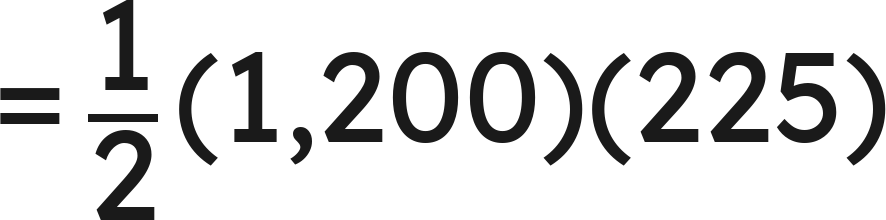 = 1/2 (1,200)(225)